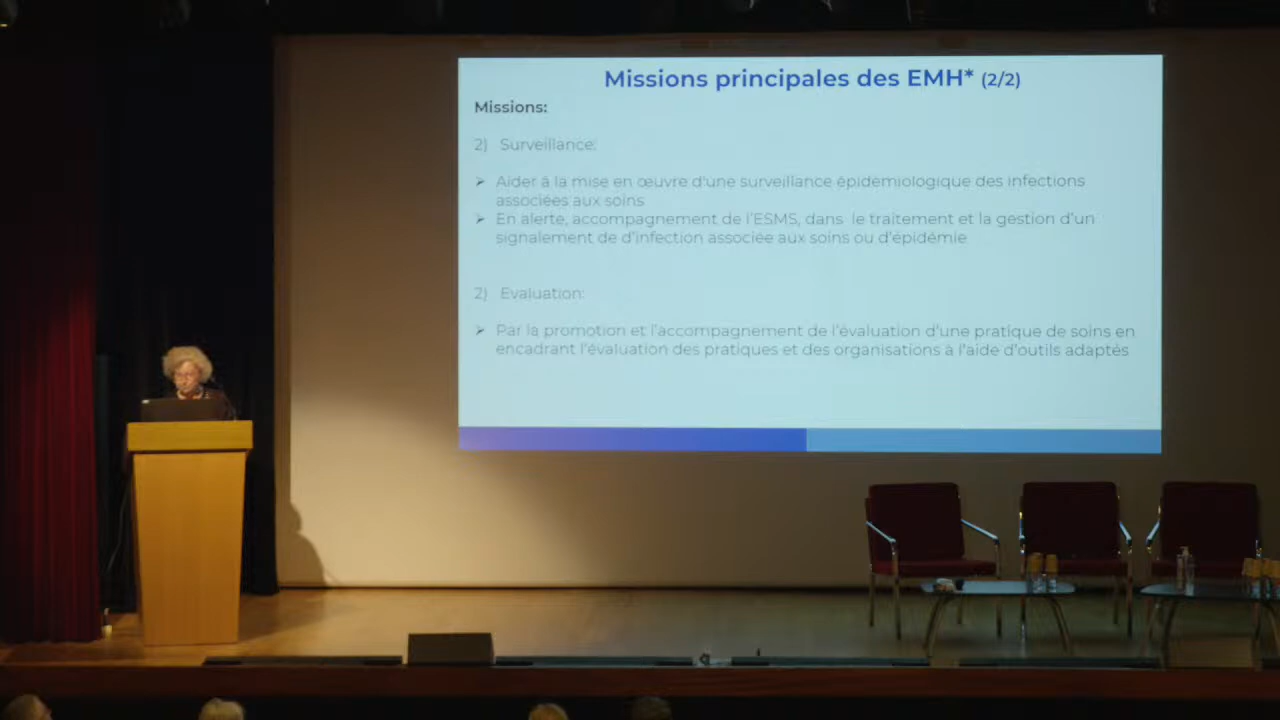 Missions principales des EMH* (2/2)
Missions:
2) Surveillance:
➢ Aider à la mise en œuvre d'une surveillance épidémiologique des infections
associées aux soins
➢ En alerte, accompagnement de l'ESMS, dans le traitement et la gestion d'un
signalement de d'infection associée aux soins ou d'épidémie
2) Evaluation:
➢ Par la promotion et l'accompagnement de l'évaluation d'une pratique de soins en
encadrant l'évaluation des pratiques et des organisations à l'aide d'outils adaptés